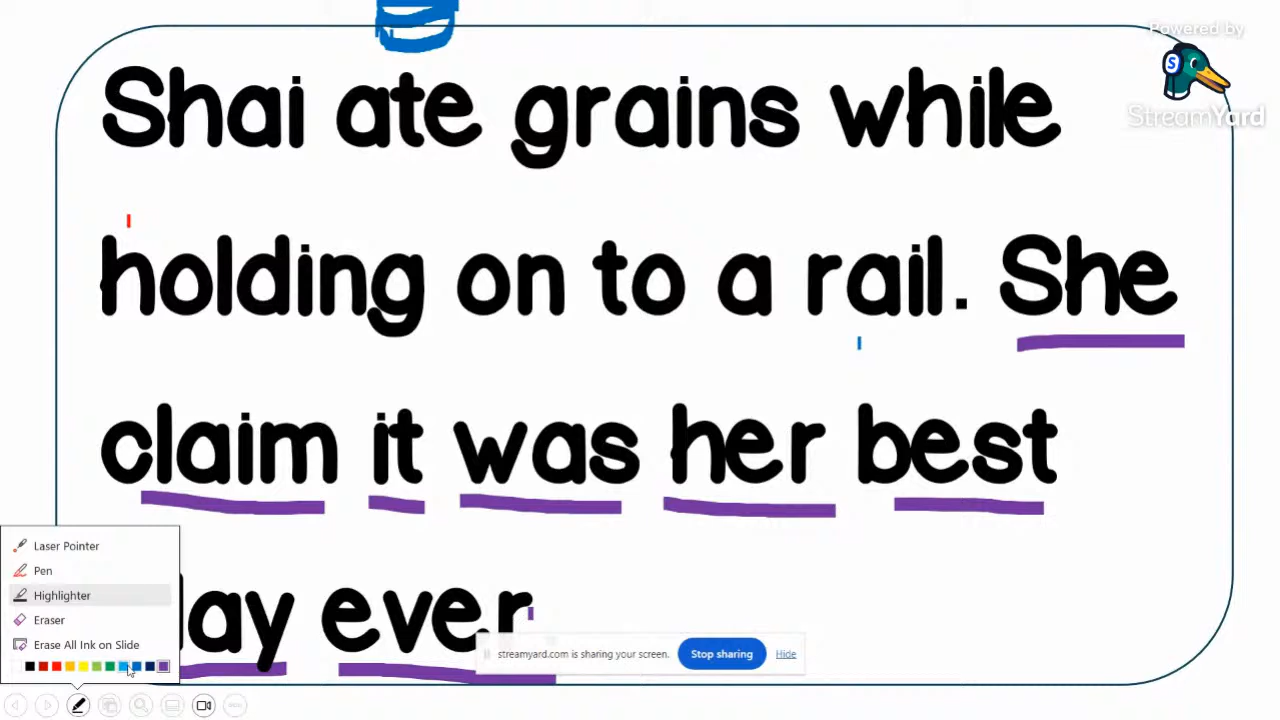 Powered by
StreamYard
Shai ate grains while
holding on to a rail. She
claim it was her best
day ever
Laser Pointer
Pen
Highlighter
Eraser
Erase All Ink on Slide
streamyard.com is sharing your screen.
Stop sharing
Hide